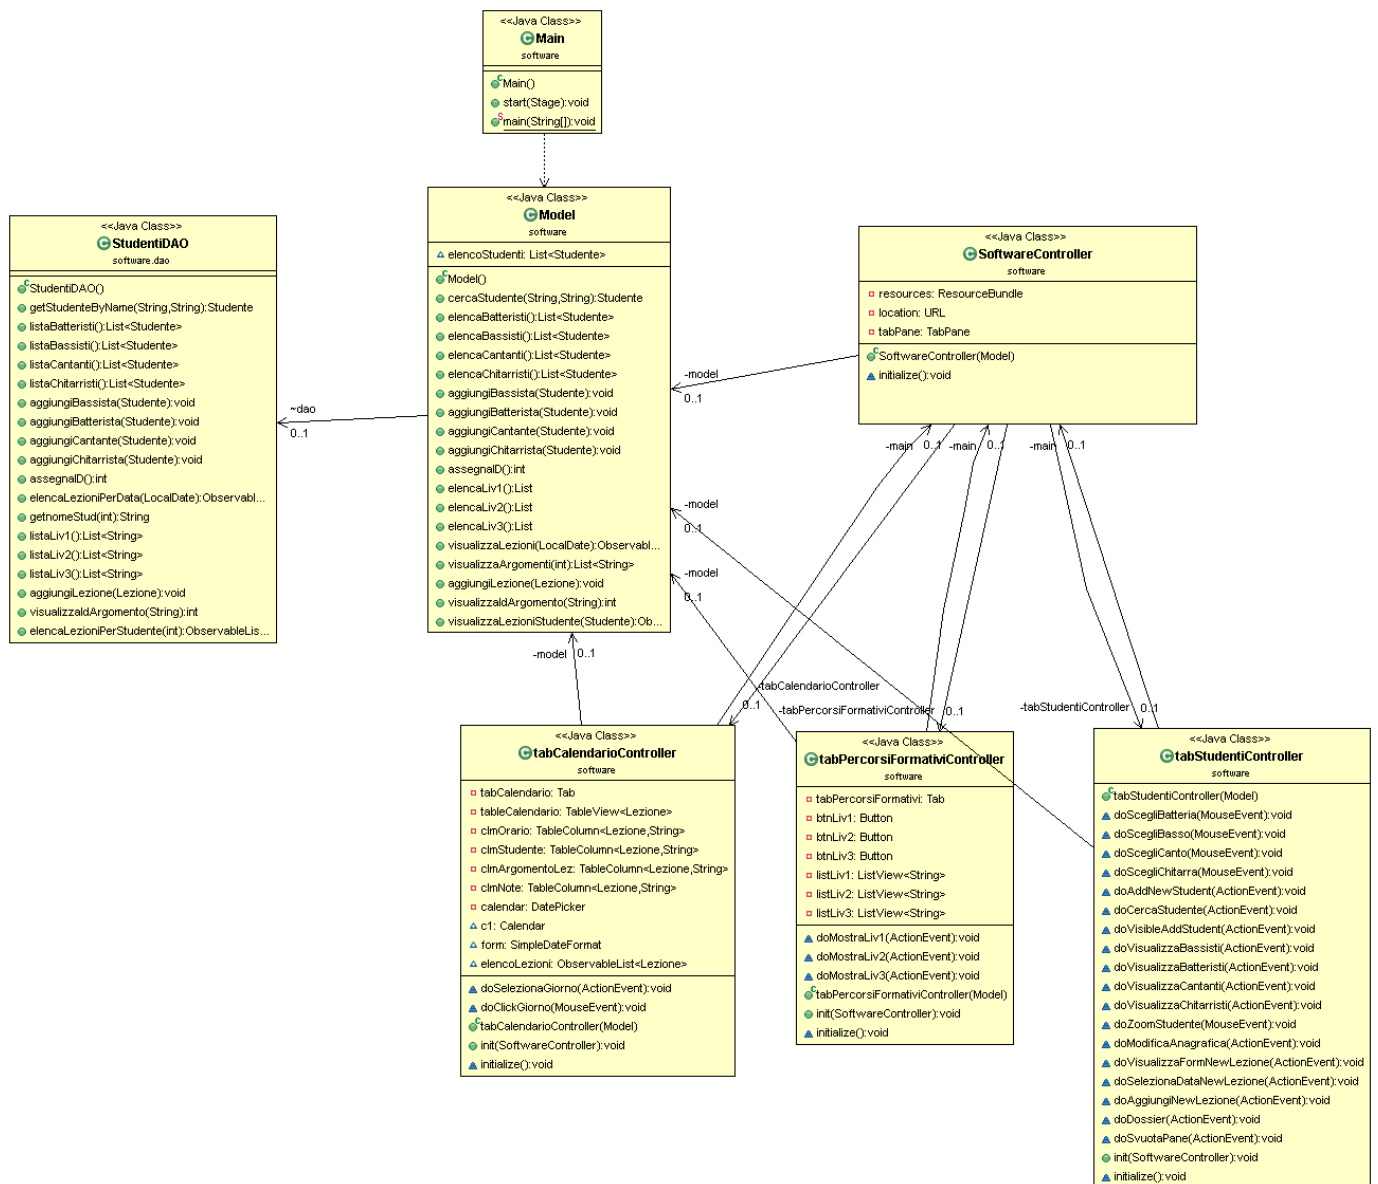 <<Java Class>>
Main
software
Main()
start(Stage):void
main(String[]):void
<<Java Class>>
StudentiDAO
software.dao
StudentiDAO()
getStudenteByName(String,String):Studente
listaBatteristi():List<Studente>
listaBassisti():List<Studente>
listaCantanti():List<Studente>
listaChitarristi():List<Studente>
aggiungiBassista(Studente):void
aggiungiBatterista(Studente):void
aggiungiCantante(Studente):void
aggiungiChitarrista(Studente):void
assegnaID():int
elencaLezioniPerData(LocalDate):Observabl...
getnomeStud(int):String
listaLiv1():List<String>
listaLiv2():List<String>
listaLiv3():List<String>
aggiungiLezione(Lezione):void
visualizzaIdArgomento(String):int
elencaLezioniPerStudente(int):ObservableLis...
~dao
0..1
<<Java Class>>
Model
software
elencoStudenti: List<Studente>
Model()
cercaStudente(String,String):Studente
elencaBatteristi():List<Studente>
elencaBassisti():List<Studente>
elencaCantanti():List<Studente>
elencaChitarristi():List<Studente>
aggiungiBassista(Studente):void
aggiungiBatterista(Studente):void
aggiungiCantante(Studente):void
aggiungiChitarrista(Studente):void
assegnaID():int
elencaLiv1():List
elencaLiv2():List
elencaLiv3():List
visualizzaLezioni(LocalDate):Observabl...
visualizzaArgomenti(int):List<String>
aggiungiLezione(Lezione):void
visualizzaIdArgomento(String):int
visualizzaLezioniStudente(Studente):Ob...
-model
0..1
-model
0..1
-model
0..1
-model
0..1
<<Java Class>>
SoftwareController
software
resources: ResourceBundle
location: URL
tabPane: TabPane
SoftwareController(Model)
initialize():void
-main
0..1
-main
0..1
-main
0..1
-tabCalendarioController
0..1
-tabPercorsiFormativiController
0..1
-tabStudentiController
0..1
<<Java Class>>
tabCalendarioController
software
tabCalendario: Tab
tableCalendario: TableView<Lezione>
clmOrario: TableColumn<Lezione,String>
clmStudente: TableColumn<Lezione,String>
clmArgomentoLez: TableColumn<Lezione,String>
clmNote: TableColumn<Lezione,String>
calendar: DatePicker
c1: Calendar
form: SimpleDateFormat
elencoLezioni: ObservableList<Lezione>
doSelezionaGiorno(ActionEvent):void
doClickGiorno(MouseEvent):void
tabCalendarioController(Model)
init(SoftwareController):void
initialize():void
<<Java Class>>
tabPercorsiFormativiController
software
tabPercorsiFormativi: Tab
btnLiv1: Button
btnLiv2: Button
btnLiv3: Button
listLiv1: ListView<String>
listLiv2: ListView<String>
listLiv3: ListView<String>
doMostraLiv1(ActionEvent):void
doMostraLiv2(ActionEvent):void
doMostraLiv3(ActionEvent):void
tabPercorsiFormativiController(Model)
init(SoftwareController):void
initialize():void
<<Java Class>>
tabStudentiController
software
tabStudentiController(Model)
doScegliBatteria(MouseEvent):void
doScegliBasso(MouseEvent):void
doScegliCanto(MouseEvent):void
doScegliChitarra(MouseEvent):void
doAddNewStudent(ActionEvent):void
doCercaStudente(ActionEvent):void
doVisibleAddStudent(ActionEvent):void
doVisualizzaBassisti(ActionEvent):void
doVisualizzaBatteristi(ActionEvent):void
doVisualizzaCantanti(ActionEvent):void
doVisualizzaChitarristi(ActionEvent):void
doZoomStudente(MouseEvent):void
doModificaAnagrafica(ActionEvent):void
doVisualizzaFormNewLezione(ActionEvent):void
doSelezionaDataNewLezione(ActionEvent):void
doAggiungiNewLezione(ActionEvent):void
doDossier(ActionEvent):void
doSvuotaPane(ActionEvent):void
init(SoftwareController):void
initialize():void